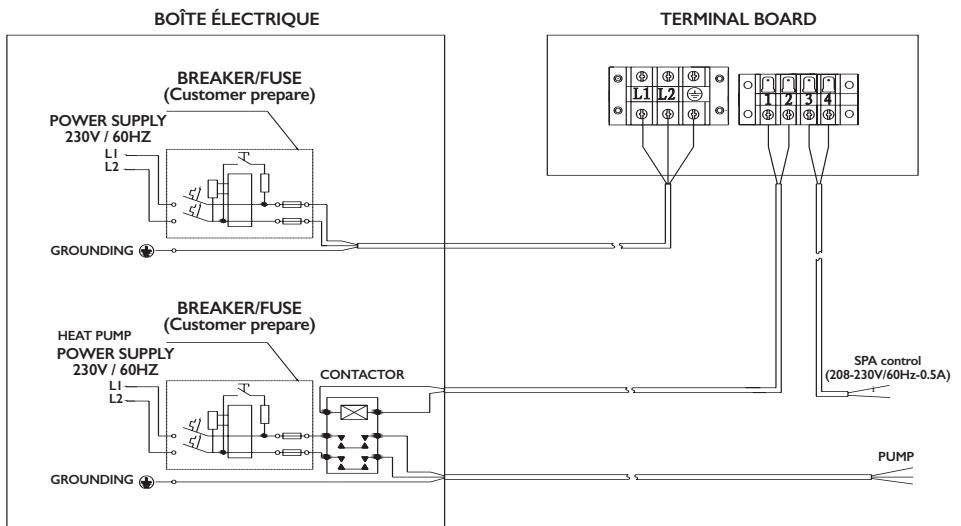 BOÎTE ÉLECTRIQUE
TERMINAL BOARD
BREAKER/FUSE
(Customer prepare)
POWER SUPPLY
230V / 60HZ
L1
L2
GROUNDING
L1 L2
1 2 3 4
BREAKER/FUSE
(Customer prepare)
HEAT PUMP
POWER SUPPLY
230V / 60HZ
L1
L2
CONTACTOR
GROUNDING
SPA control
(208-230V/60Hz-0.5A)
PUMP